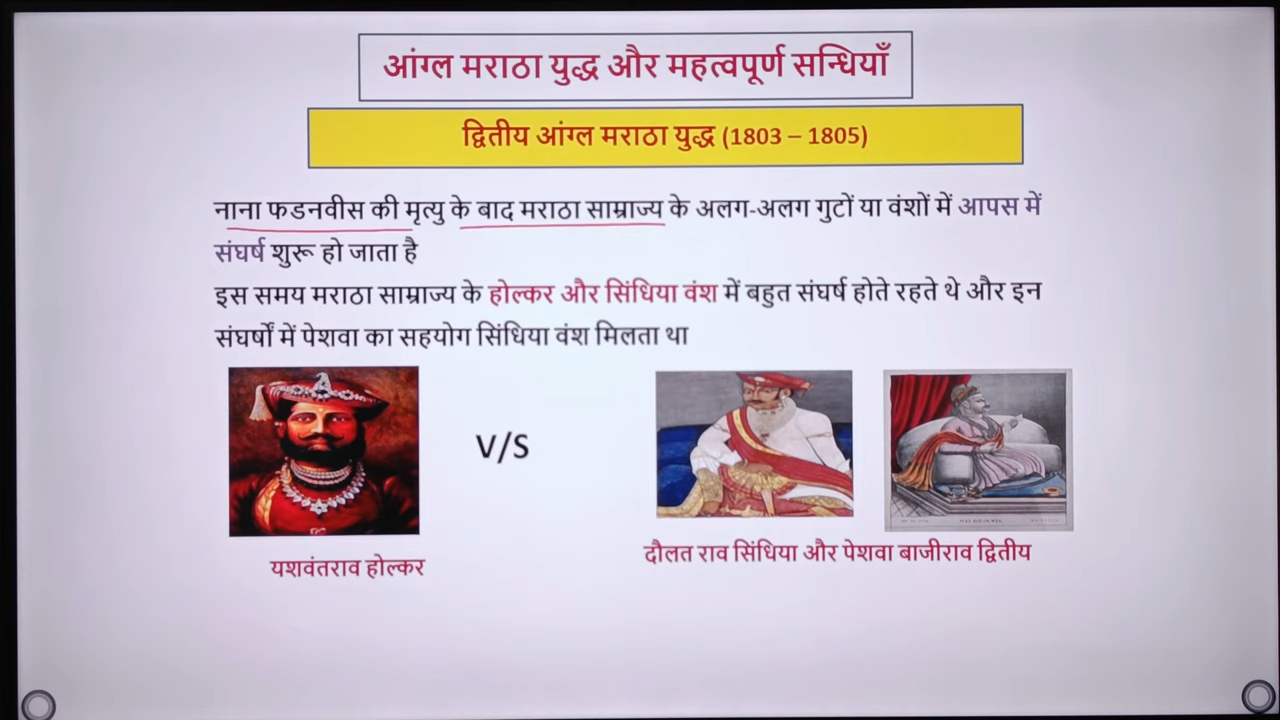 आंग्ल मराठा युद्ध और महत्वपूर्ण सन्धियाँ
द्वितीय आंग्ल मराठा युद्ध (1803 – 1805)
नाना फडनवीस की मृत्यु के बाद मराठा साम्राज्य के अलग-अलग गुटों या वंशों में आपस में
संघर्ष शुरू हो जाता है
इस समय मराठा साम्राज्य के होल्कर और सिंधिया वंश में बहुत संघर्ष होते रहते थे और इन
संघर्षों में पेशवा का सहयोग सिंधिया वंश मिलता था
V/S
यशवंतराव होल्कर
दौलत राव सिंधिया और पेशवा बाजीराव द्वितीय